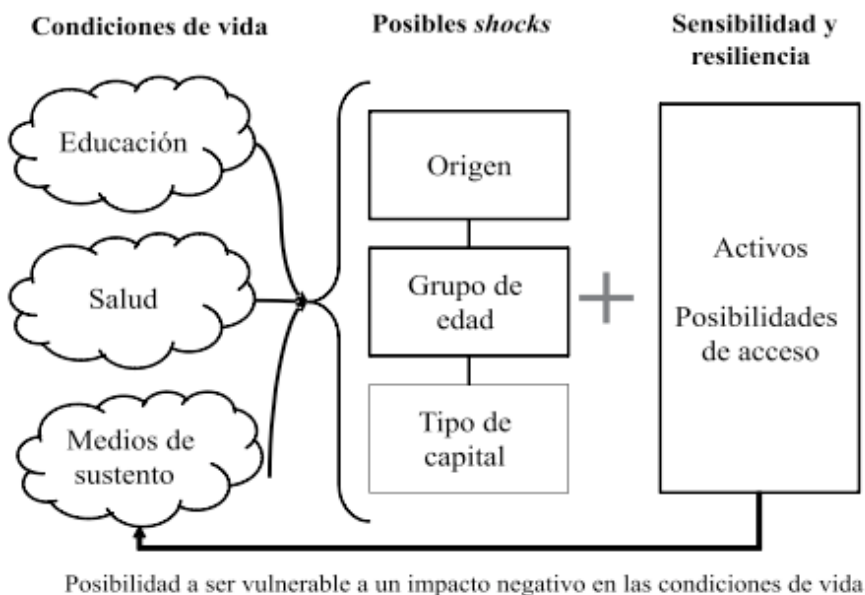 Condiciones de vida
Posibles shocks
Sensibilidad y
resiliencia
Educación
Salud
Medios de
sustento
Origen
Grupo de
edad
Tipo de
capital
+
Activos
Posibilidades
de acceso
Posibilidad a ser vulnerable a un impacto negativo en las condiciones de vida